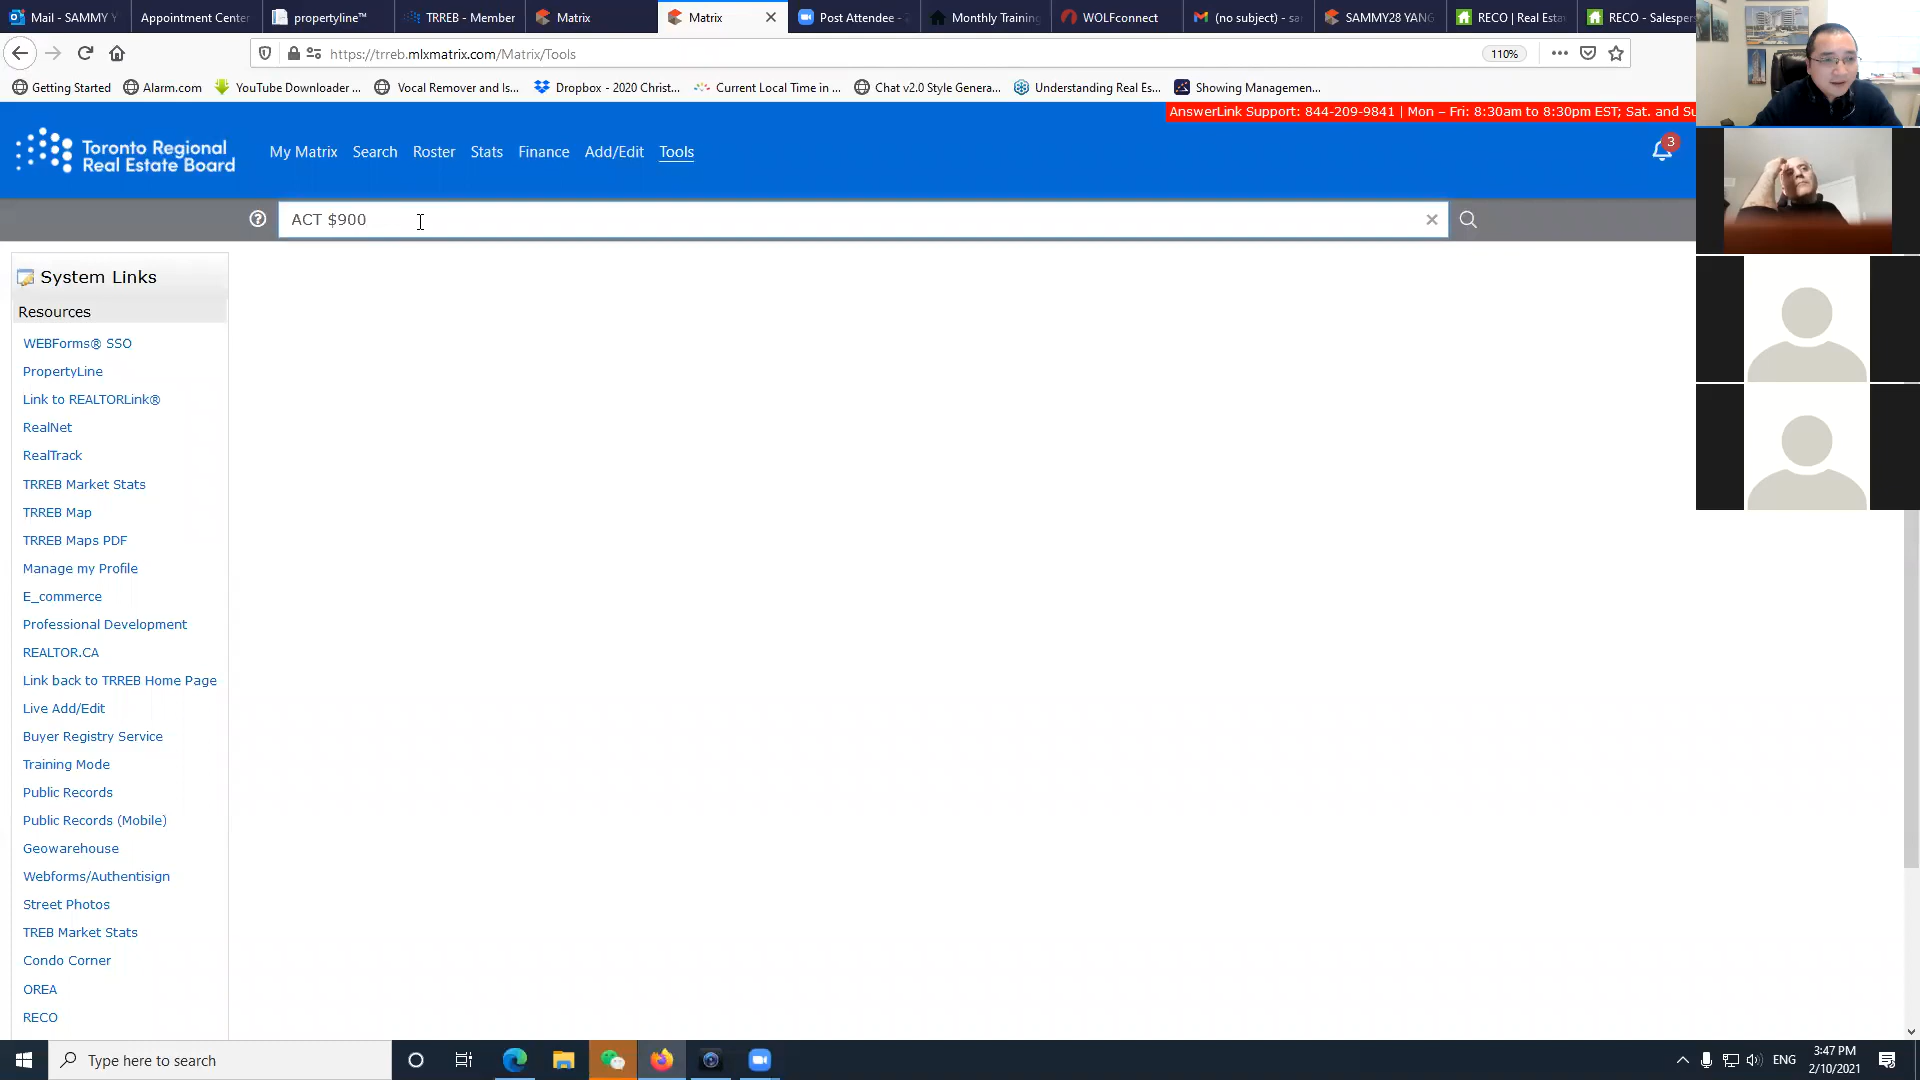 Mail - SAMMY Y
Appointment Center
propertyline™
TRREB - Member
Matrix
Matrix
Post Attendee -
Monthly Training
WOLFconnect
(no subject) - sa
SAMMY28 YANG
RECO | Real Esta
RECO - Salespers
https://trreb.mlxmatrix.com/Matrix/Tools
110%
Getting Started
Alarm.com
YouTube Downloader ...
Vocal Remover and Is...
Dropbox - 2020 Christ...
Current Local Time in ...
Chat v2.0 Style Genera...
Understanding Real Es...
Showing Managemen...
AnswerLink Support: 844-209-9841 | Mon – Fri: 8:30am to 8:30pm EST; Sat. and Su
Toronto Regional
Real Estate Board
My Matrix
Search
Roster
Stats
Finance
Add/Edit
Tools
3
ACT $900
System Links
Resources
WEBForms® SSO
PropertyLine
Link to REALTORLink®
RealNet
RealTrack
TRREB Market Stats
TRREB Map
TRREB Maps PDF
Manage my Profile
E_commerce
Professional Development
REALTOR.CA
Link back to TRREB Home Page
Live Add/Edit
Buyer Registry Service
Training Mode
Public Records
Public Records (Mobile)
Geowarehouse
Webforms/Authentisign
Street Photos
TREB Market Stats
Condo Corner
OREA
RECO
Type here to search
ENG
3:47 PM
2/10/2021